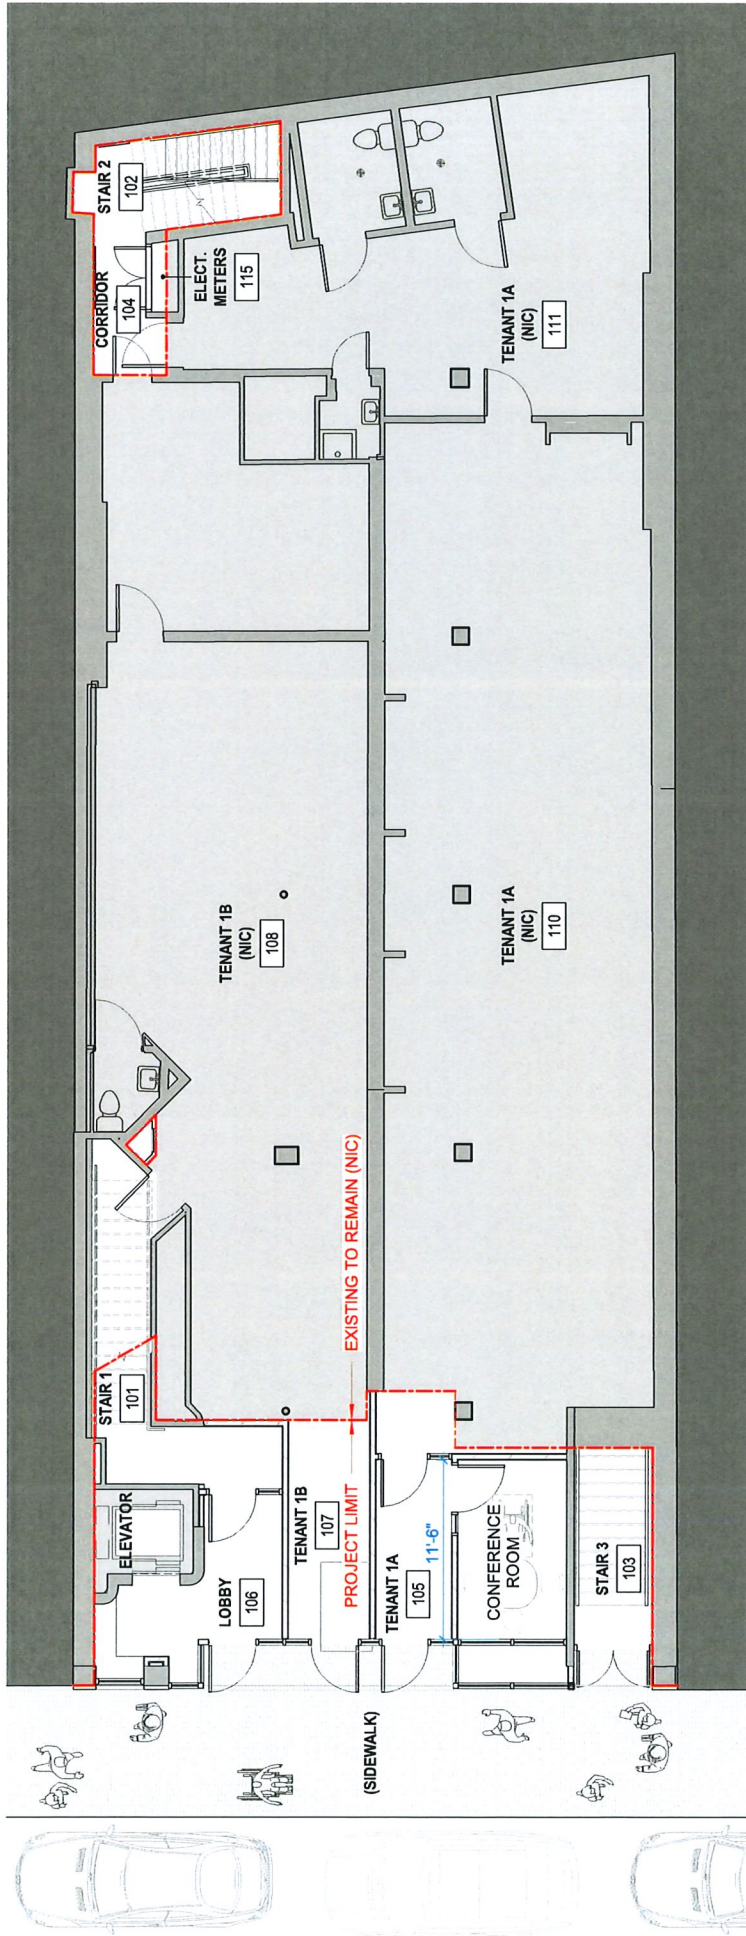 STAIR 2
102
CORRIDOR
104
ELECT.
METERS
115
TENANT 1A
(NIC)
111
TENANT 1B
(NIC)
108
TENANT 1A
(NIC)
110
EXISTING TO REMAIN (NIC)
PROJECT LIMIT
STAIR 1
101
ELEVATOR
LOBBY
106
TENANT 1B
107
TENANT 1A
105
11'-6"
CONFERENCE
ROOM
STAIR 3
103
(SIDEWALK)